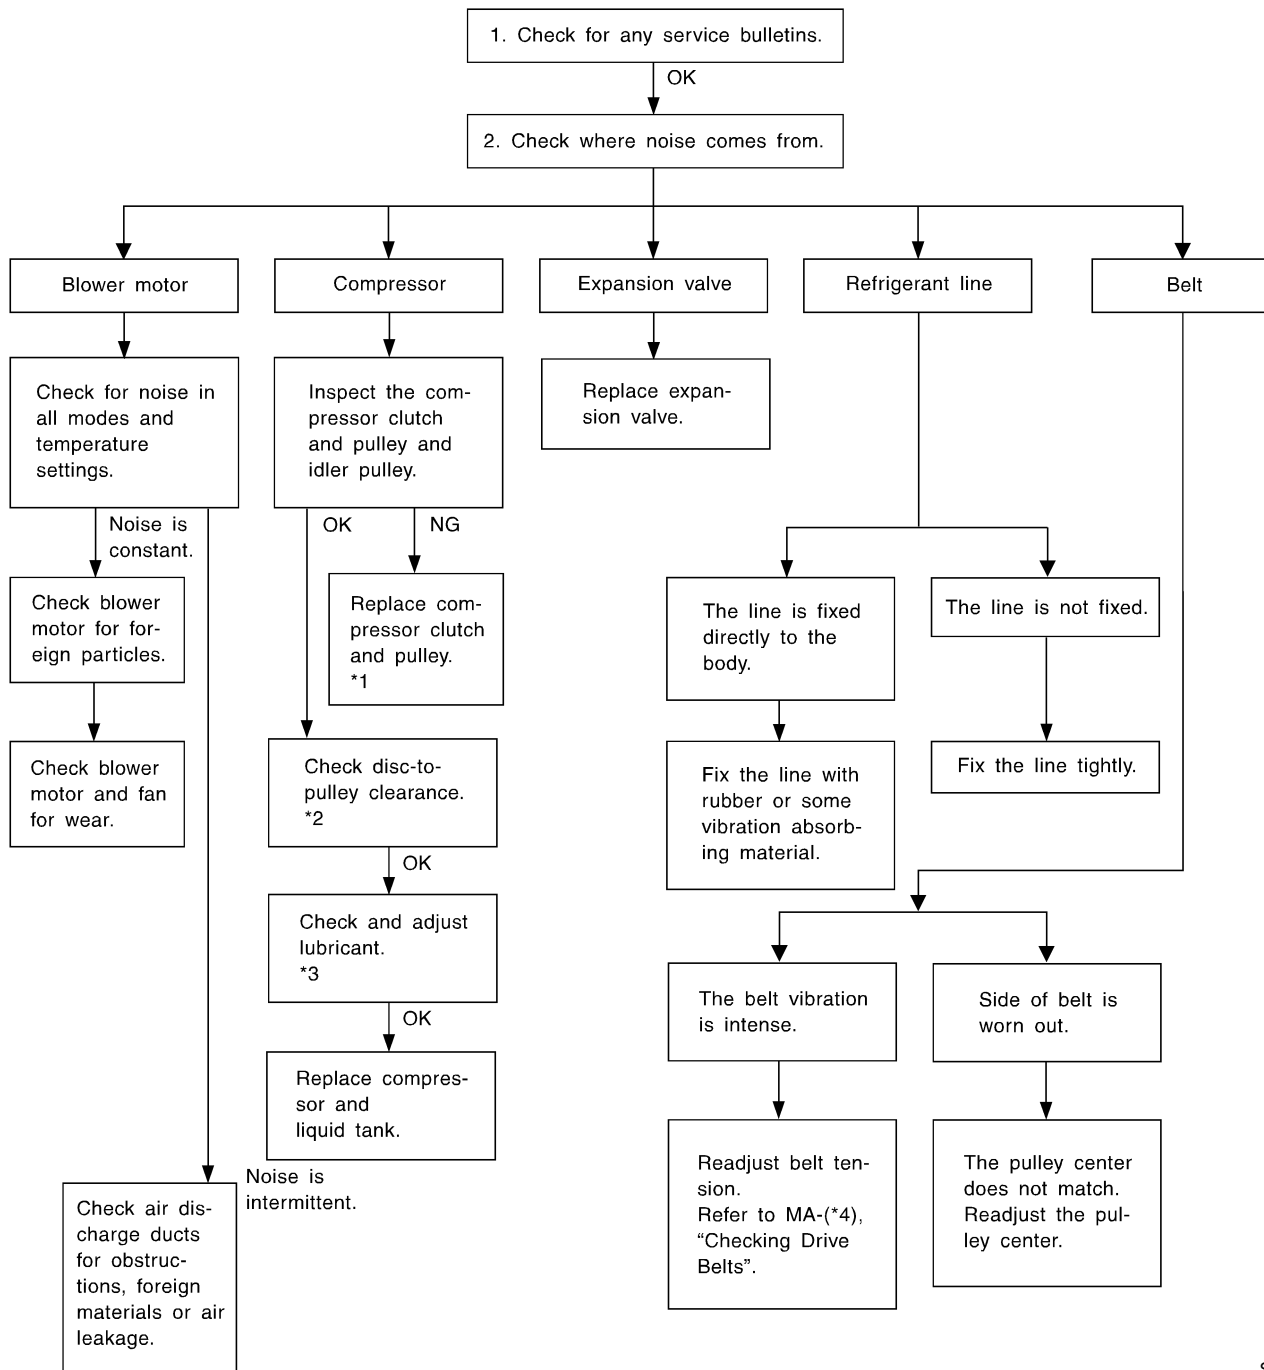 1. Check for any service bulletins.
OK
2. Check where noise comes from.
Blower motor
Compressor
Expansion valve
Refrigerant line
Belt
Check for noise in
all modes and
temperature
settings.
Inspect the com-
pressor clutch
and pulley and
idler pulley.
Replace expan-
sion valve.
Noise is
constant.
OK
NG
Check blower
motor for for-
eign particles.
Replace com-
pressor clutch
and pulley.
*1
The line is fixed
directly to the
body.
The line is not fixed.
Check blower
motor and fan
for wear.
Check disc-to-
pulley clearance.
*2
Fix the line with
rubber or some
vibration absorb-
ing material.
Fix the line tightly.
OK
Check and adjust
lubricant.
*3
OK
The belt vibration
is intense.
Side of belt is
worn out.
Replace compres-
sor and
liquid tank.
Noise is
intermittent.
Check air dis-
charge ducts
for obstruc-
tions, foreign
materials or air
leakage.
Readjust belt ten-
sion.
Refer to MA-(*4),
“Checking Drive
Belts”.
The pulley center
does not match.
Readjust the pul-
ley center.